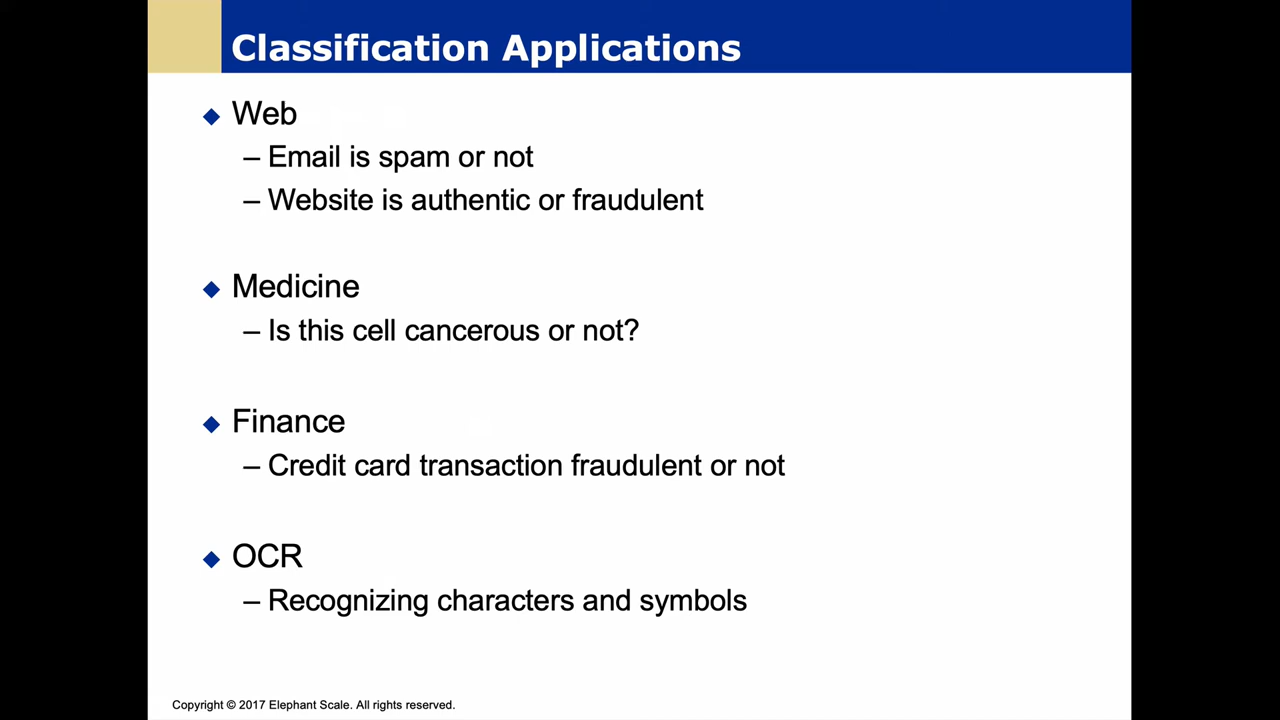 Classification Applications
◆ Web
– Email is spam or not
– Website is authentic or fraudulent
◆ Medicine
– Is this cell cancerous or not?
◆ Finance
– Credit card transaction fraudulent or not
◆ OCR
– Recognizing characters and symbols
Copyright © 2017 Elephant Scale. All rights reserved.